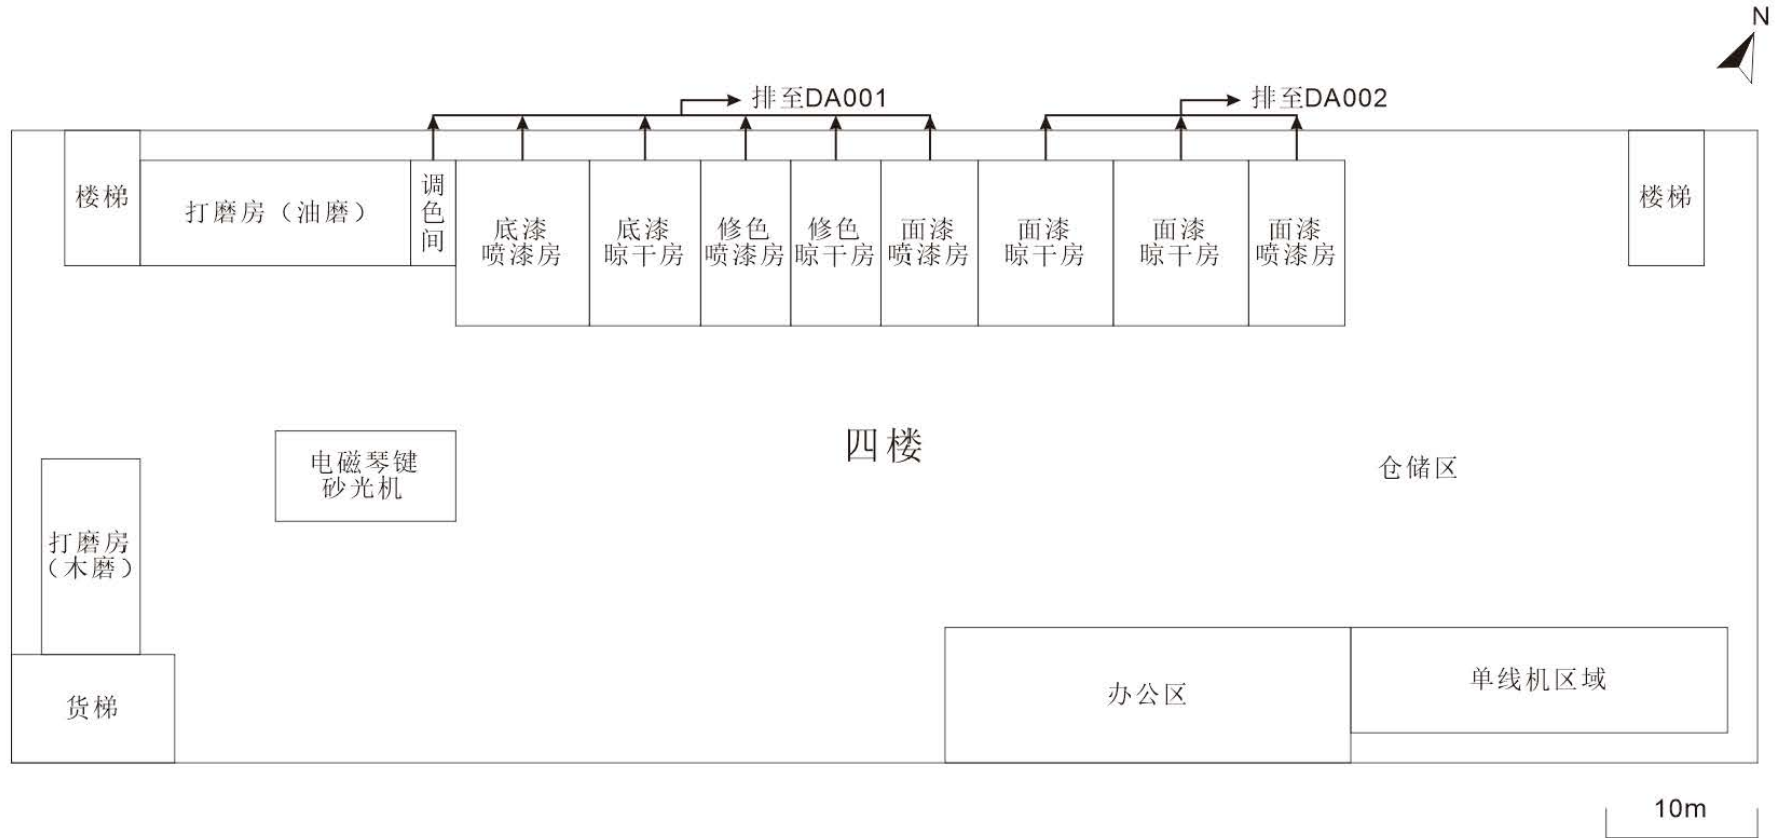 N
排至DA001
排至DA002
楼梯
打磨房（油磨）
调
色
间
底漆
喷漆房
底漆
晾干房
修色
喷漆房
修色
晾干房
面漆
喷漆房
面漆
晾干房
面漆
晾干房
面漆
喷漆房
楼梯
四楼
电磁琴键
砂光机
仓储区
打磨房
（木磨）
货梯
办公区
单线机区域
10m